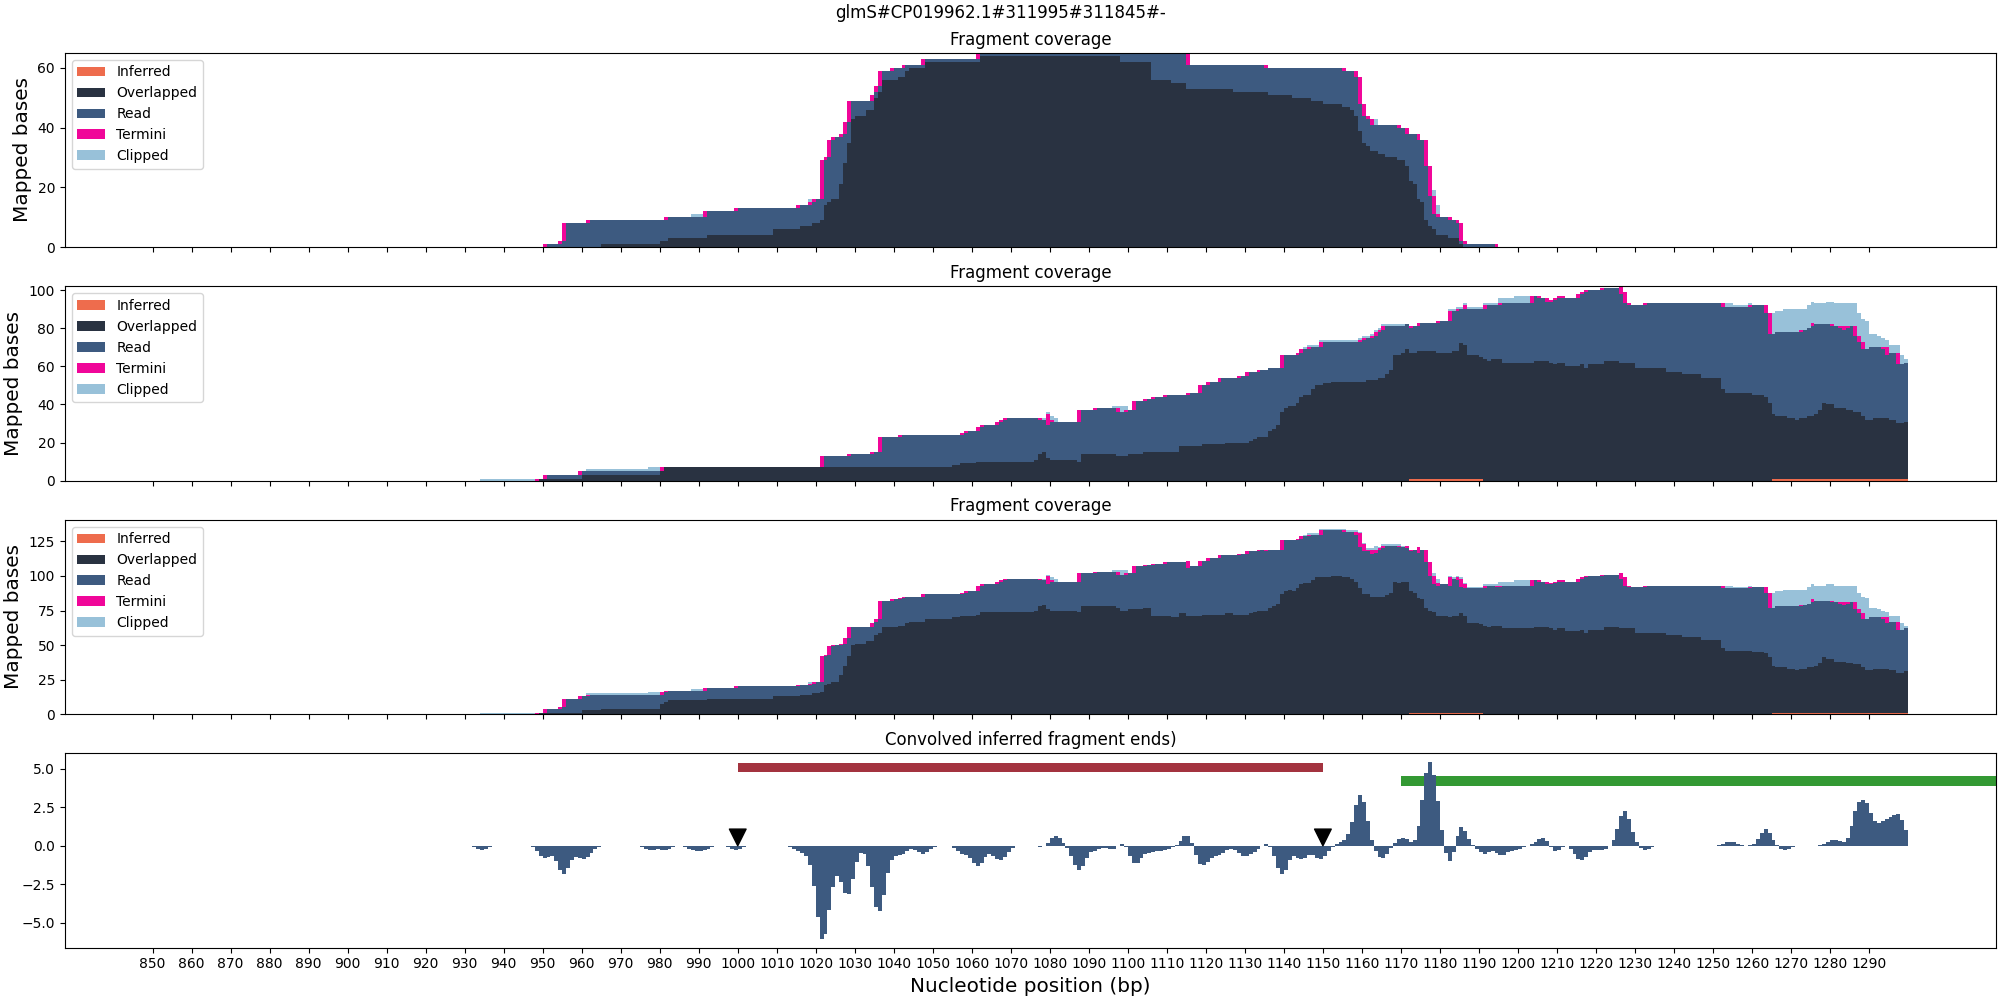 glmS#CP019962.1#311995#311845#-
Fragment coverage
Mapped bases
60
40
20
0
Inferred
Overlapped
Read
Termini
Clipped
Fragment coverage
Mapped bases
100
80
60
40
20
0
Inferred
Overlapped
Read
Termini
Clipped
Fragment coverage
Mapped bases
125
100
75
50
25
0
Inferred
Overlapped
Read
Termini
Clipped
Convolved inferred fragment ends)
5.0
2.5
0.0
−2.5
−5.0
850 860 870 880 890 900 910 920 930 940 950 960 970 980 990 1000 1010 1020 1030 1040 1050 1060 1070 1080 1090 1100 1110 1120 1130 1140 1150 1160 1170 1180 1190 1200 1210 1220 1230 1240 1250 1260 1270 1280 1290
Nucleotide position (bp)